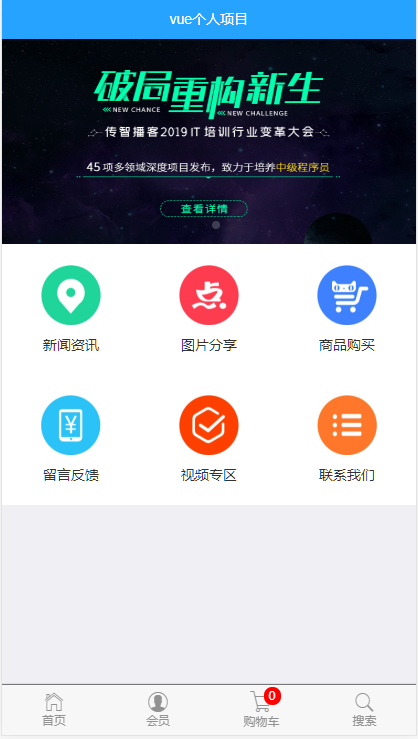 vue个人项目
破局重构新生
NEW CHANCE
NEW CHALLENGE
传智播客2019 IT 培训行业变革大会
45 项多领域深度项目发布，致力于培养中级程序员
查看详情
点
新闻资讯 图片分享 商品购买
¥
留言反馈 视频专区 联系我们
0
首页 会员 购物车 搜索